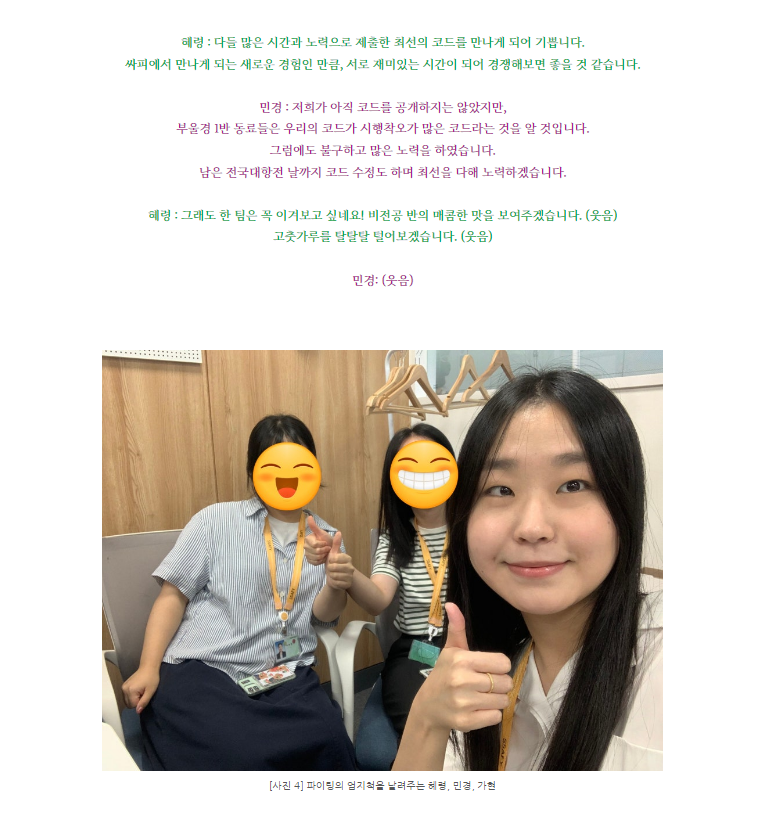 혜령 : 다들 많은 시간과 노력으로 제출한 최선의 코드를 만나게 되어 기쁩니다.
싸피에서 만나게 되는 새로운 경험인 만큼, 서로 재미있는 시간이 되어 경쟁해보면 좋을 것 같습니다.
민경 : 저희가 아직 코드를 공개하지는 않았지만,
부울경 1반 동료들은 우리의 코드가 시행착오가 많은 코드라는 것을 알 것입니다.
그럼에도 불구하고 많은 노력을 하였습니다.
남은 전국대항전 날까지 코드 수정도 하며 최선을 다해 노력하겠습니다.
혜령 : 그래도 한 팀은 꼭 이겨보고 싶네요! 비전공 반의 매콤한 맛을 보여주겠습니다. (웃음)
고춧가루를 탈탈탈 털어보겠습니다. (웃음)
민경: (웃음)
[사진 4] 파이팅의 엄지척을 날려주는 혜령, 민경, 가현